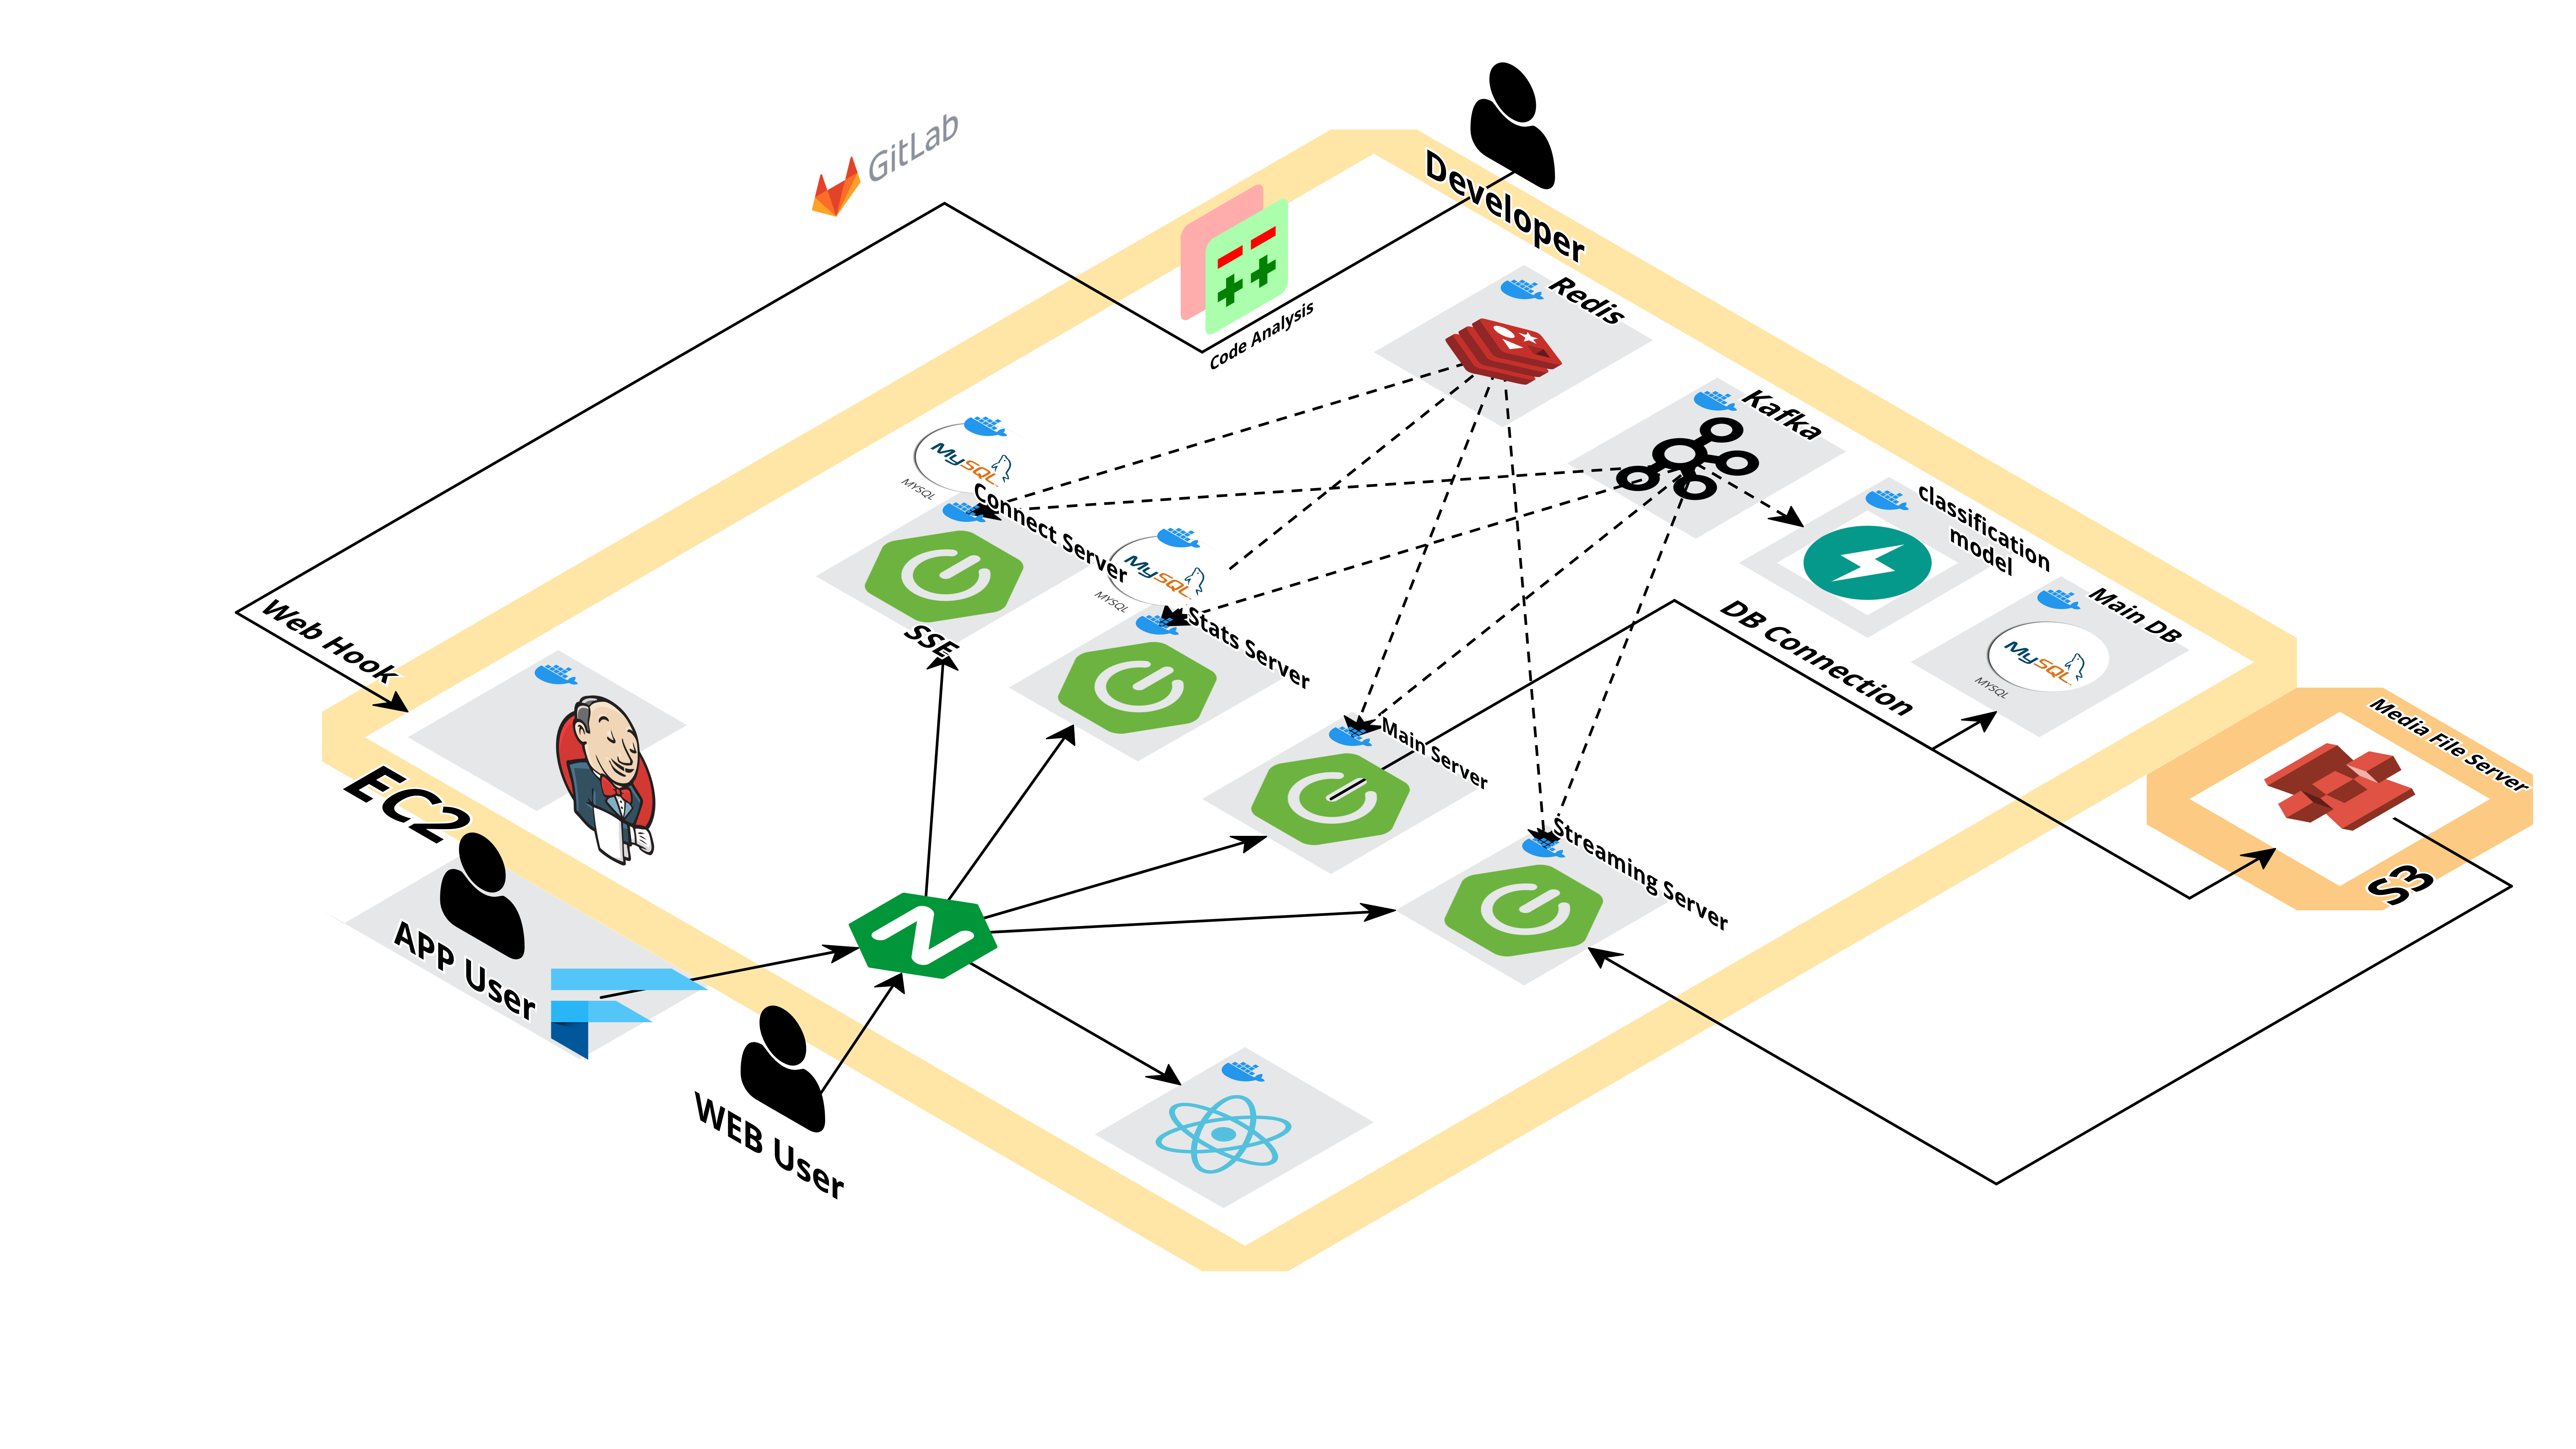 GitLab
Developer
Code Analysis
Redis
Kafka
classification
model
Main DB
MySQL
MYSQL
MySQL
MYSQL
Connect Server
SSE
MySQL
MYSQL
Stats Server
Main Server
Streaming Server
DB Connection
Web Hook
EC2
Media File Server
S3
APP User
WEB User